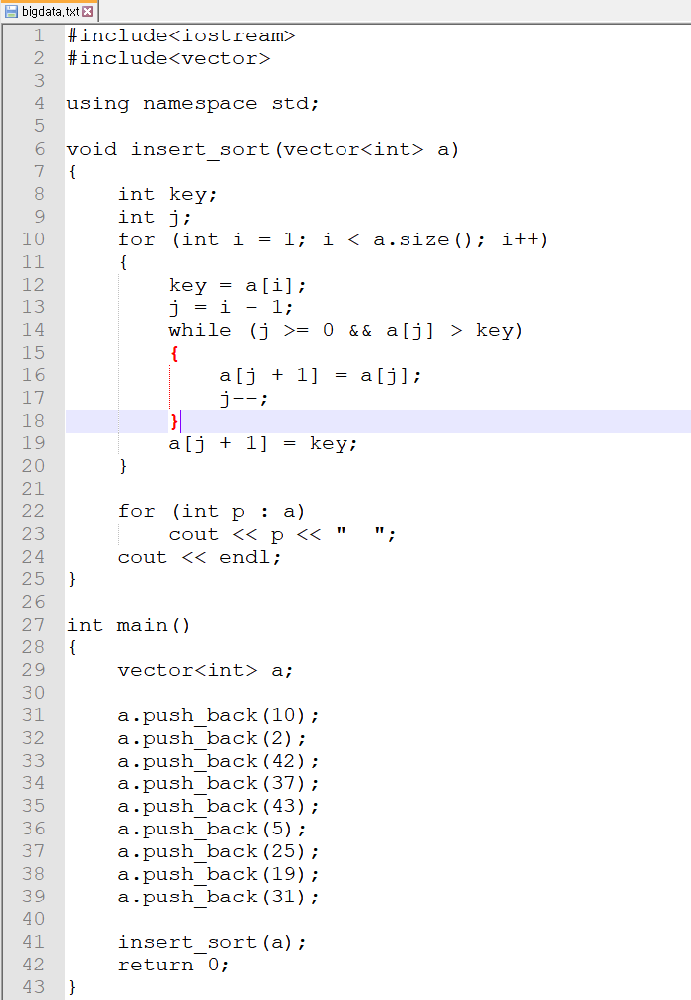 bigdata.txt
1 #include<iostream>
2 #include<vector>
3
4 using namespace std;
5
6 void insert_sort(vector<int> a)
7 {
8     int key;
9     int j;
10     for (int i = 1; i < a.size(); i++)
11     {
12         key = a[i];
13         j = i - 1;
14         while (j >= 0 && a[j] > key)
15         {
16             a[j + 1] = a[j];
17             j--;
18         }
19         a[j + 1] = key;
20     }
21
22     for (int p : a)
23         cout << p << "  ";
24     cout << endl;
25 }
26
27 int main()
28 {
29     vector<int> a;
30
31     a.push_back(10);
32     a.push_back(2);
33     a.push_back(42);
34     a.push_back(37);
35     a.push_back(43);
36     a.push_back(5);
37     a.push_back(25);
38     a.push_back(19);
39     a.push_back(31);
40
41     insert_sort(a);
42     return 0;
43 }